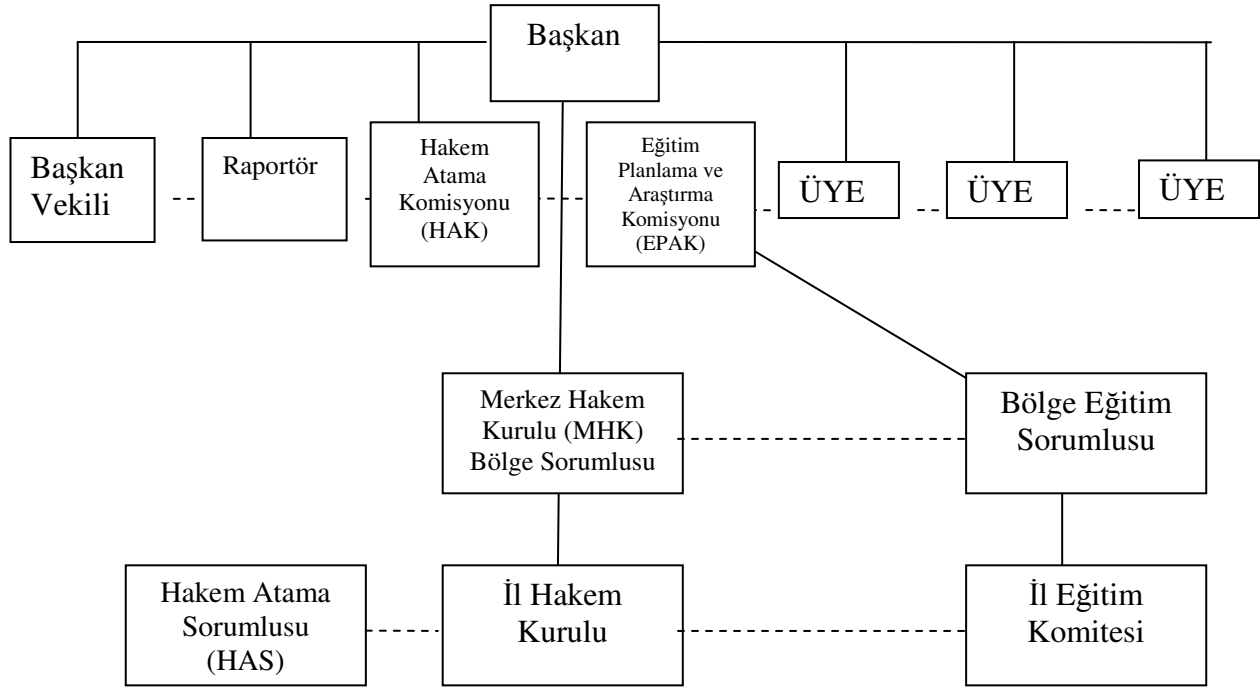 Başkan
Başkan
Vekili
Raportör
Hakem
Atama
Komisyonu
(HAK)
Eğitim
Planlama ve
Araştırma
Komisyonu
(EPAK)
ÜYE
ÜYE
ÜYE
Merkez Hakem
Kurulu (MHK)
Bölge Sorumlusu
Bölge Eğitim
Sorumlusu
Hakem Atama
Sorumlusu
(HAS)
İl Hakem
Kurulu
İl Eğitim
Komitesi